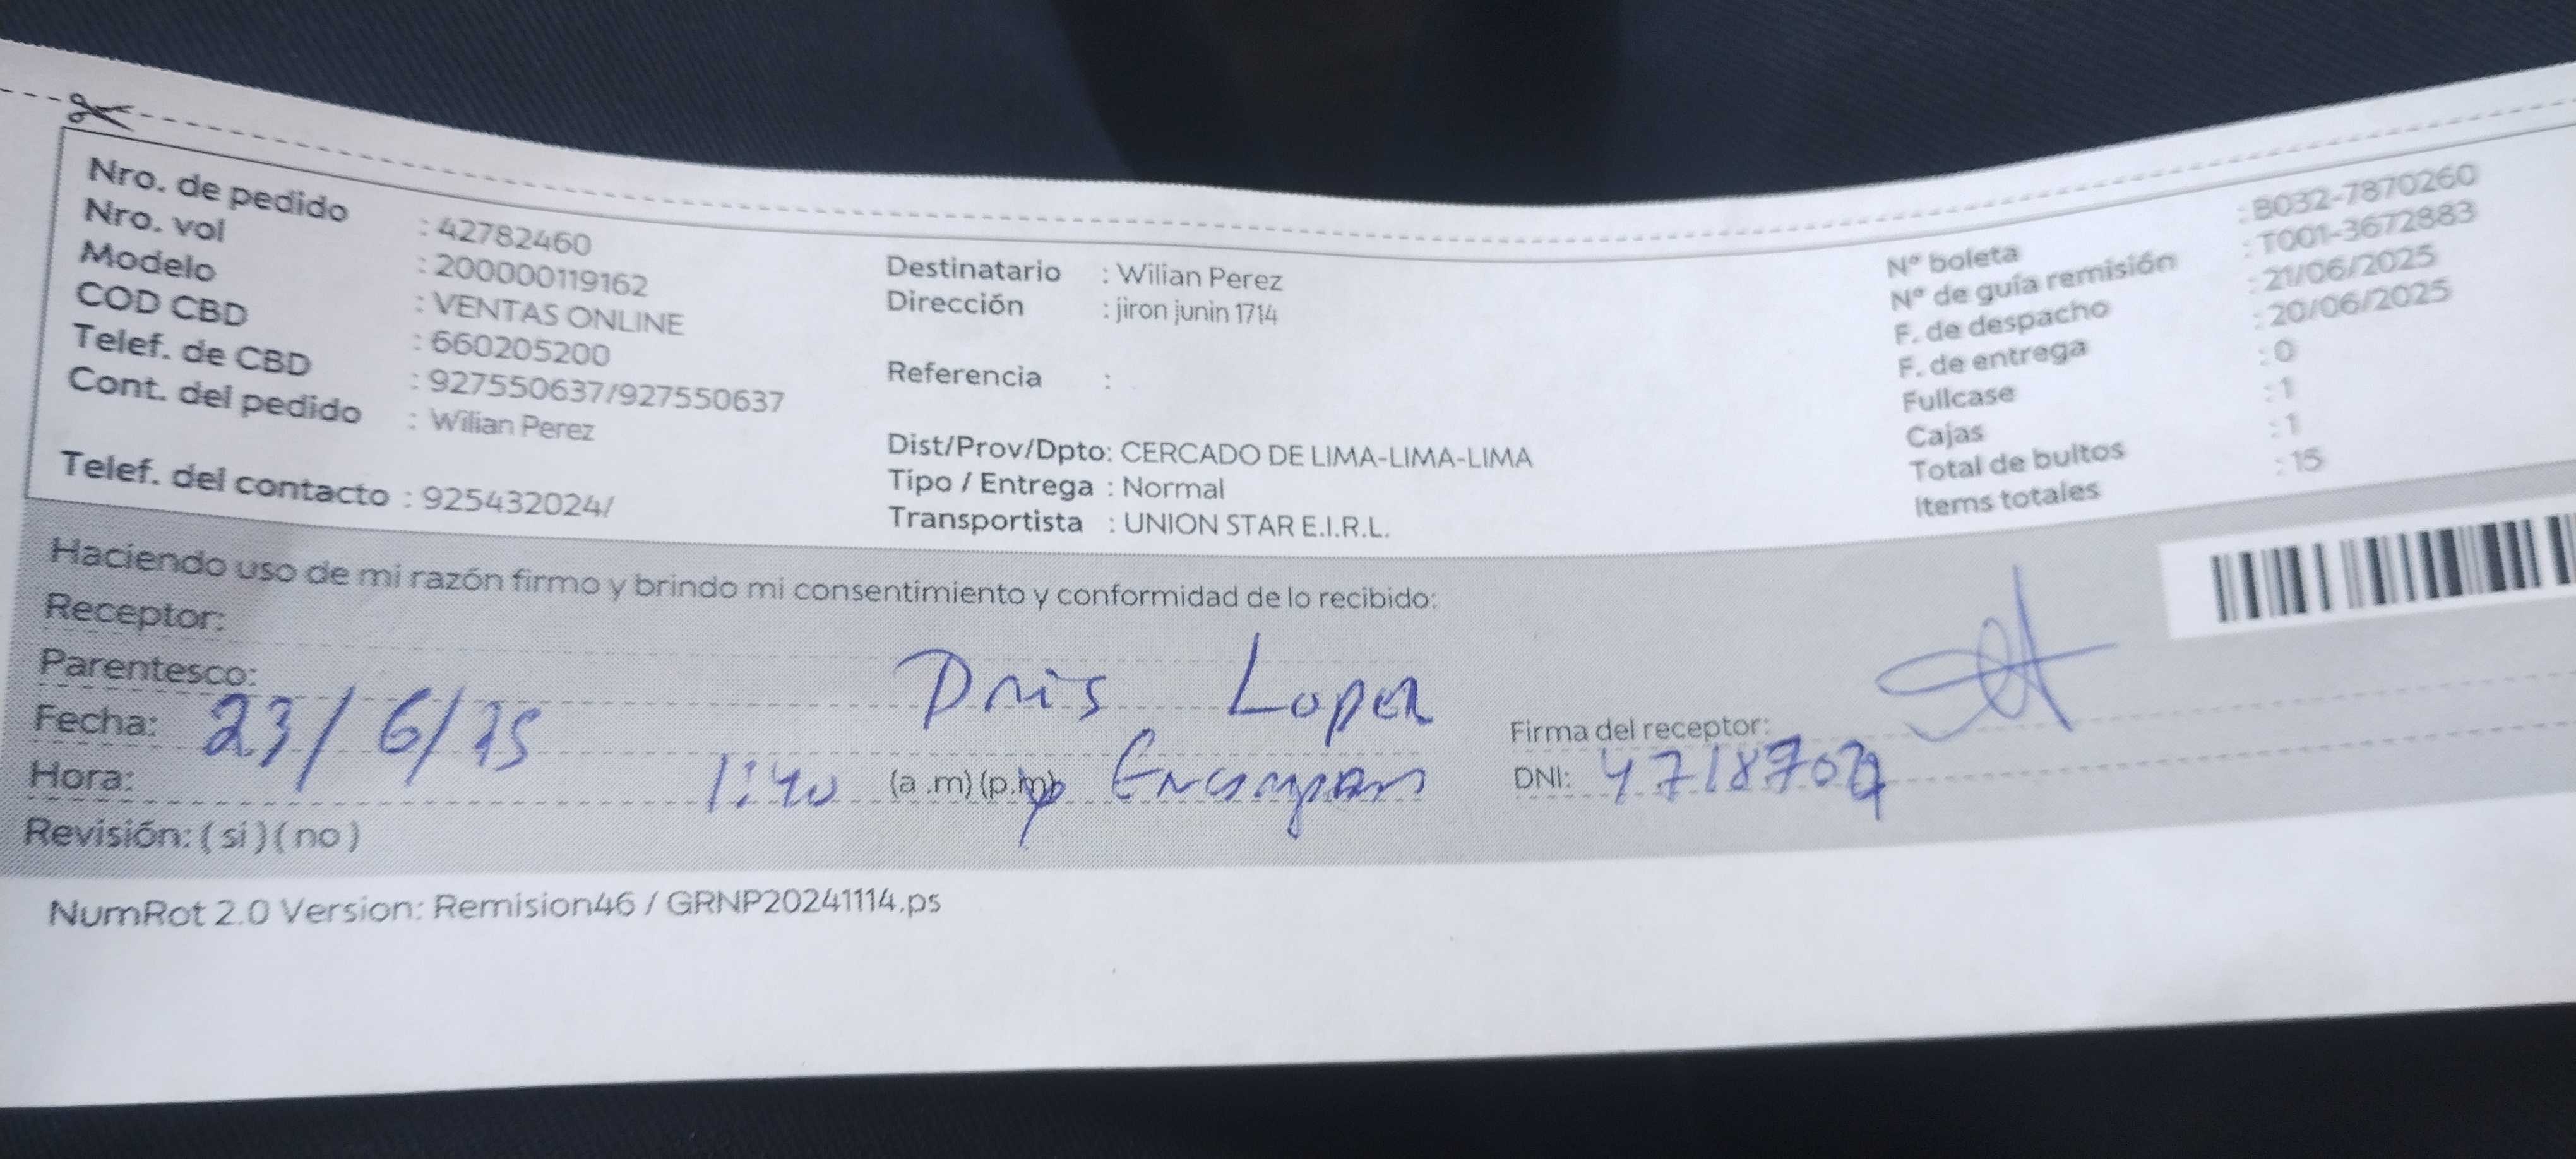 Nro. de pedido : 42782460
Nro. vol : 200000119162
Modelo : VENTAS ONLINE
COD CBD : 660205200
Telef. de CBD : 927550637/927550637
Cont. del pedido : Wilian Perez
Telef. del contacto : 925432024/
Destinatario : Wilian Perez
Dirección : jiron junin 1714
Referencia :
Dist/Prov/Dpto: CERCADO DE LIMA-LIMA-LIMA
Tipo / Entrega : Normal
Transportista : UNION STAR E.I.R.L.
N° boleta : B032-7870260
N° de guía remisión : T001-3672883
F. de despacho : 21/06/2025
F. de entrega : 20/06/2025
Fullcase : 0
Cajas : 1
Total de bultos : 1
Items totales : 15
Haciendo uso de mi razón firmo y brindo mi consentimiento y conformidad de lo recibido:
Receptor:
Parentesco:
Fecha: 23/6/25
Hora: 1:40 (a .m) (p.m)
Firma del receptor:
DNI:
Revisión: ( si ) ( no )
NumRot 2.0 Version: Remision46 / GRNP20241114.ps